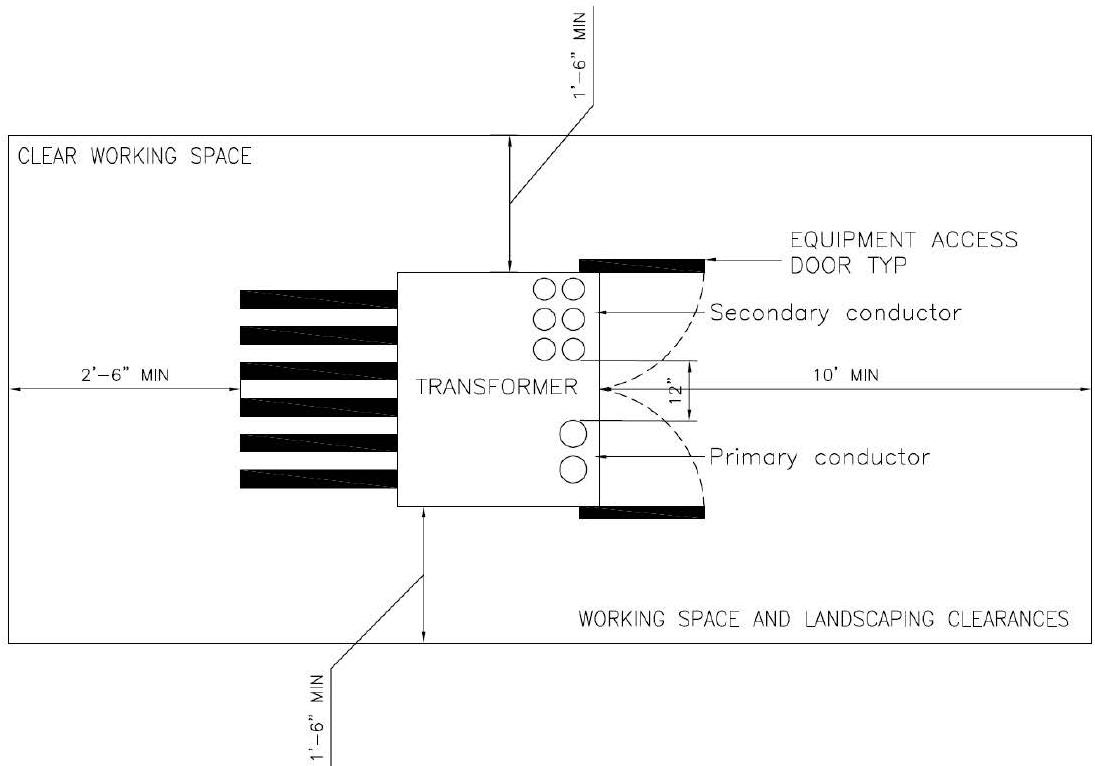 1'-6" MIN
CLEAR WORKING SPACE
EQUIPMENT ACCESS
DOOR TYP
Secondary conductor
2'-6" MIN
TRANSFORMER
12"
10' MIN
Primary conductor
WORKING SPACE AND LANDSCAPING CLEARANCES
1'-6" MIN